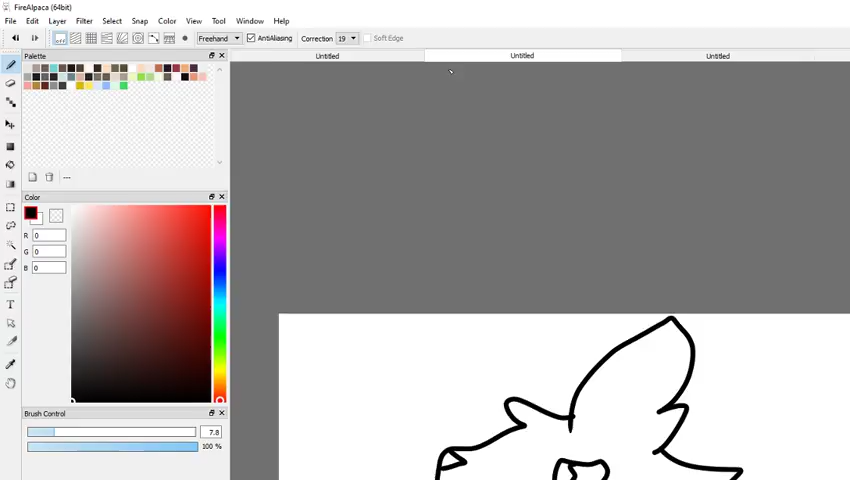 FireAlpaca (64bit)
File Edit Layer Filter Select Snap Color View Tool Window Help
off Freehand AntiAliasing Correction 19 Soft Edge
Palette Untitled Untitled Untitled
Color
R 0
G 0
B 0
Brush Control
7.8
100 %